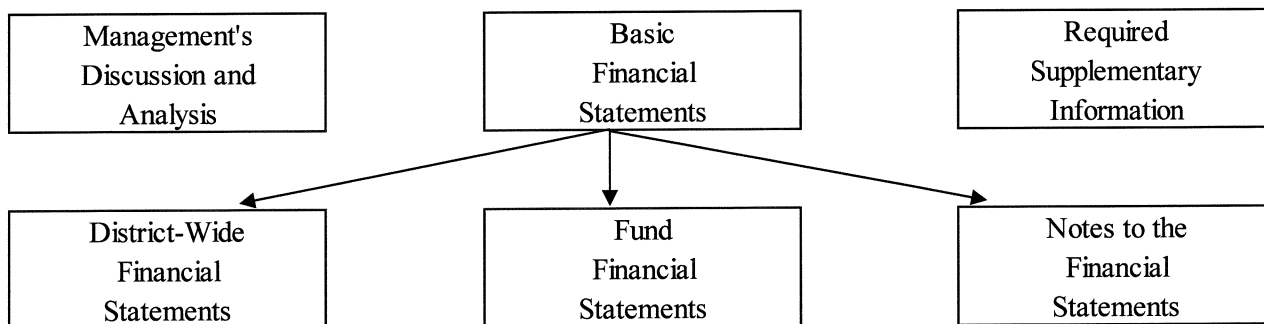 Management's
Discussion and
Analysis
Basic
Financial
Statements
Required
Supplementary
Information
District-Wide
Financial
Statements
Fund
Financial
Statements
Notes to the
Financial
Statements